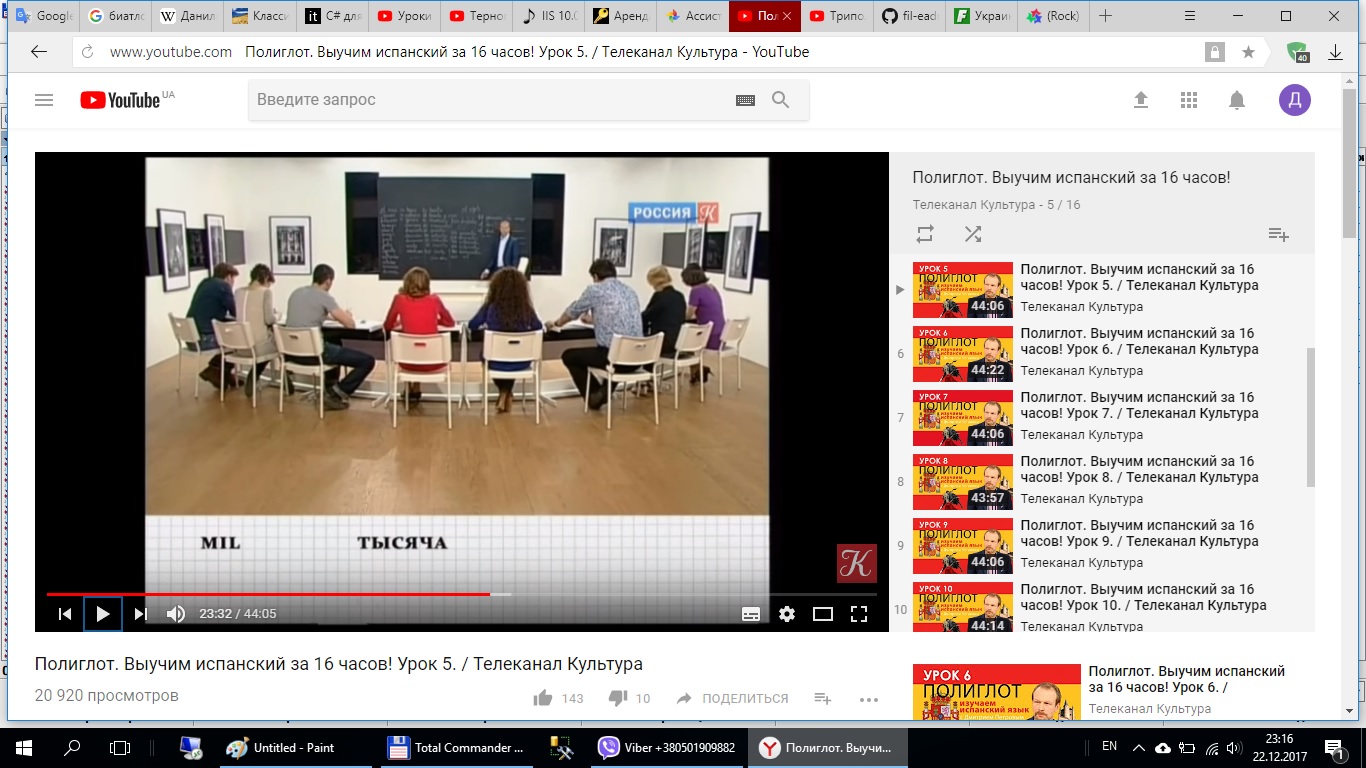 Google
биатло
Данил
Класси
C# для
Уроки
Терно
IIS 10.0
Аренд
Ассист
Пол
Трипо
fil-ead
Украи
(Rock)
www.youtube.com Полиглот. Выучим испанский за 16 часов! Урок 5. / Телеканал Культура - YouTube
40
YouTube UA
Введите запрос
Д
РОССИЯ К
MIL ТЫСЯЧА
К
23:32 / 44:05
Полиглот. Выучим испанский за 16 часов!
Телеканал Культура - 5 / 16
УРОК 5
ПОЛИГЛОТ
44:06
Полиглот. Выучим испанский за 16
часов! Урок 5. / Телеканал Культура
Телеканал Культура
6
УРОК 6
ПОЛИГЛОТ
44:22
Полиглот. Выучим испанский за 16
часов! Урок 6. / Телеканал Культура
Телеканал Культура
7
УРОК 7
ПОЛИГЛОТ
44:06
Полиглот. Выучим испанский за 16
часов! Урок 7. / Телеканал Культура
Телеканал Культура
8
УРОК 8
ПОЛИГЛОТ
43:57
Полиглот. Выучим испанский за 16
часов! Урок 8. / Телеканал Культура
Телеканал Культура
9
УРОК 9
ПОЛИГЛОТ
44:06
Полиглот. Выучим испанский за 16
часов! Урок 9. / Телеканал Культура
Телеканал Культура
10
УРОК 10
ПОЛИГЛОТ
44:14
Полиглот. Выучим испанский за 16
часов! Урок 10. / Телеканал Культура
Телеканал Культура
Полиглот. Выучим испанский за 16 часов! Урок 5. / Телеканал Культура
20 920 просмотров
143
10
ПОДЕЛИТЬСЯ
УРОК 6
ПОЛИГЛОТ
изучаем
испанский язык
Полиглот. Выучим испанский
за 16 часов! Урок 6. /
Телеканал Культура
Untitled - Paint
Total Commander ...
Viber +380501909882
Полиглот. Выучи...
EN
23:16
22.12.2017
1